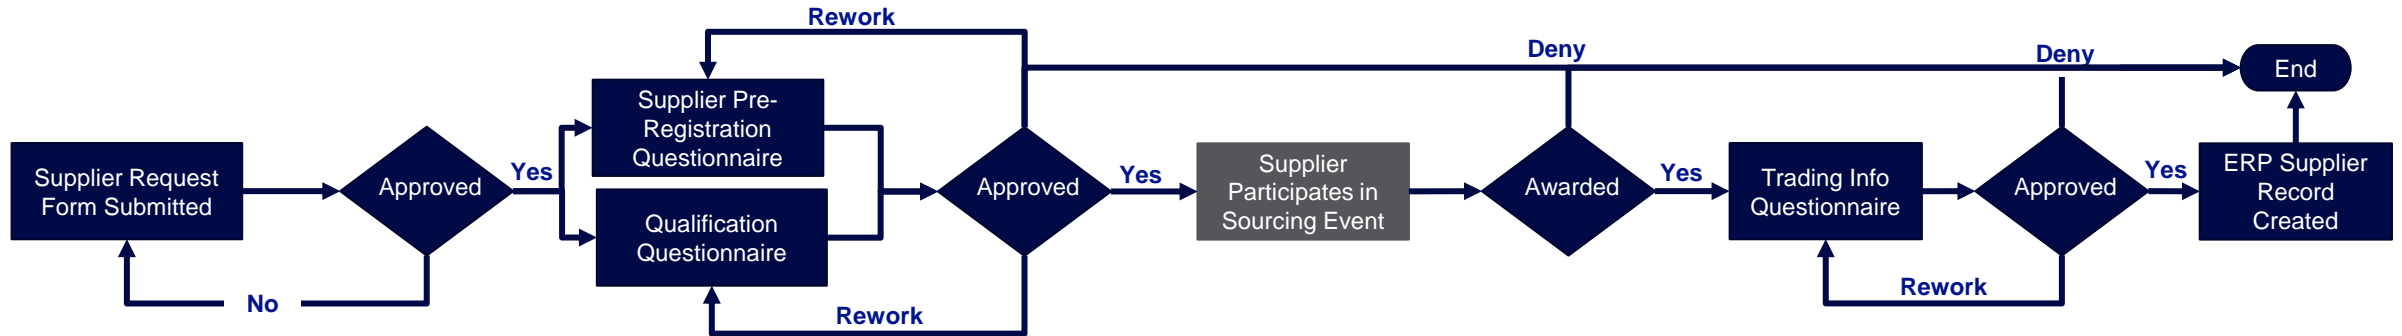 Supplier Request
Form Submitted
Approved
No
Yes
Rework
Supplier Pre-
Registration
Questionnaire
Qualification
Questionnaire
Rework
Approved
Deny
Yes
Supplier
Participates in
Sourcing Event
Awarded
Yes
Trading Info
Questionnaire
Rework
Approved
Deny
Yes
ERP Supplier
Record
Created
End